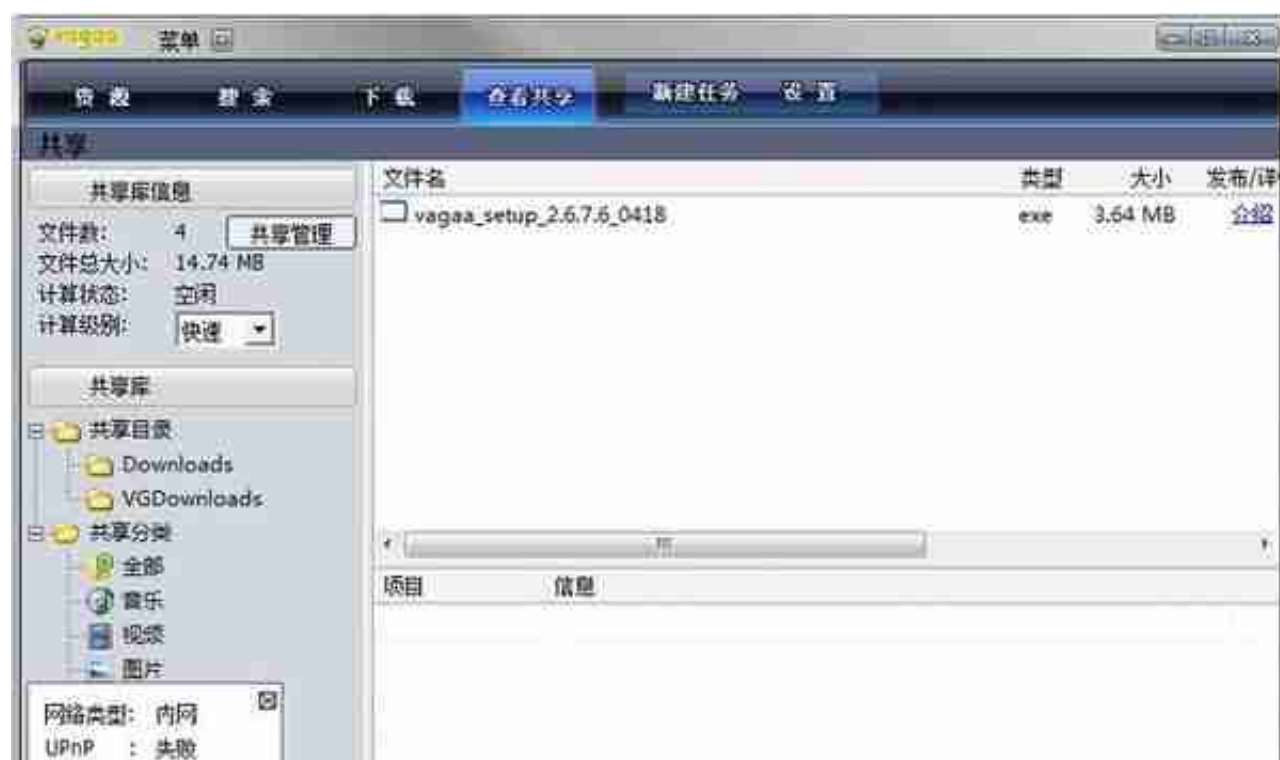 vagaa 菜单
资源 搜索 下载 查看共享 新建任务 设置
共享
共享库信息
文件数: 4 共享管理
文件总大小: 14.74 MB
计算状态: 空闲
计算级别: 快速
共享库
共享目录
Downloads
VGDownloads
共享分类
全部
音乐
视频
图片
网络类型: 内网
UPnP : 失败
文件名 类型 大小 发布/详
vagaa_setup_2.6.7.6_0418 exe 3.64 MB 介绍
项目 信息